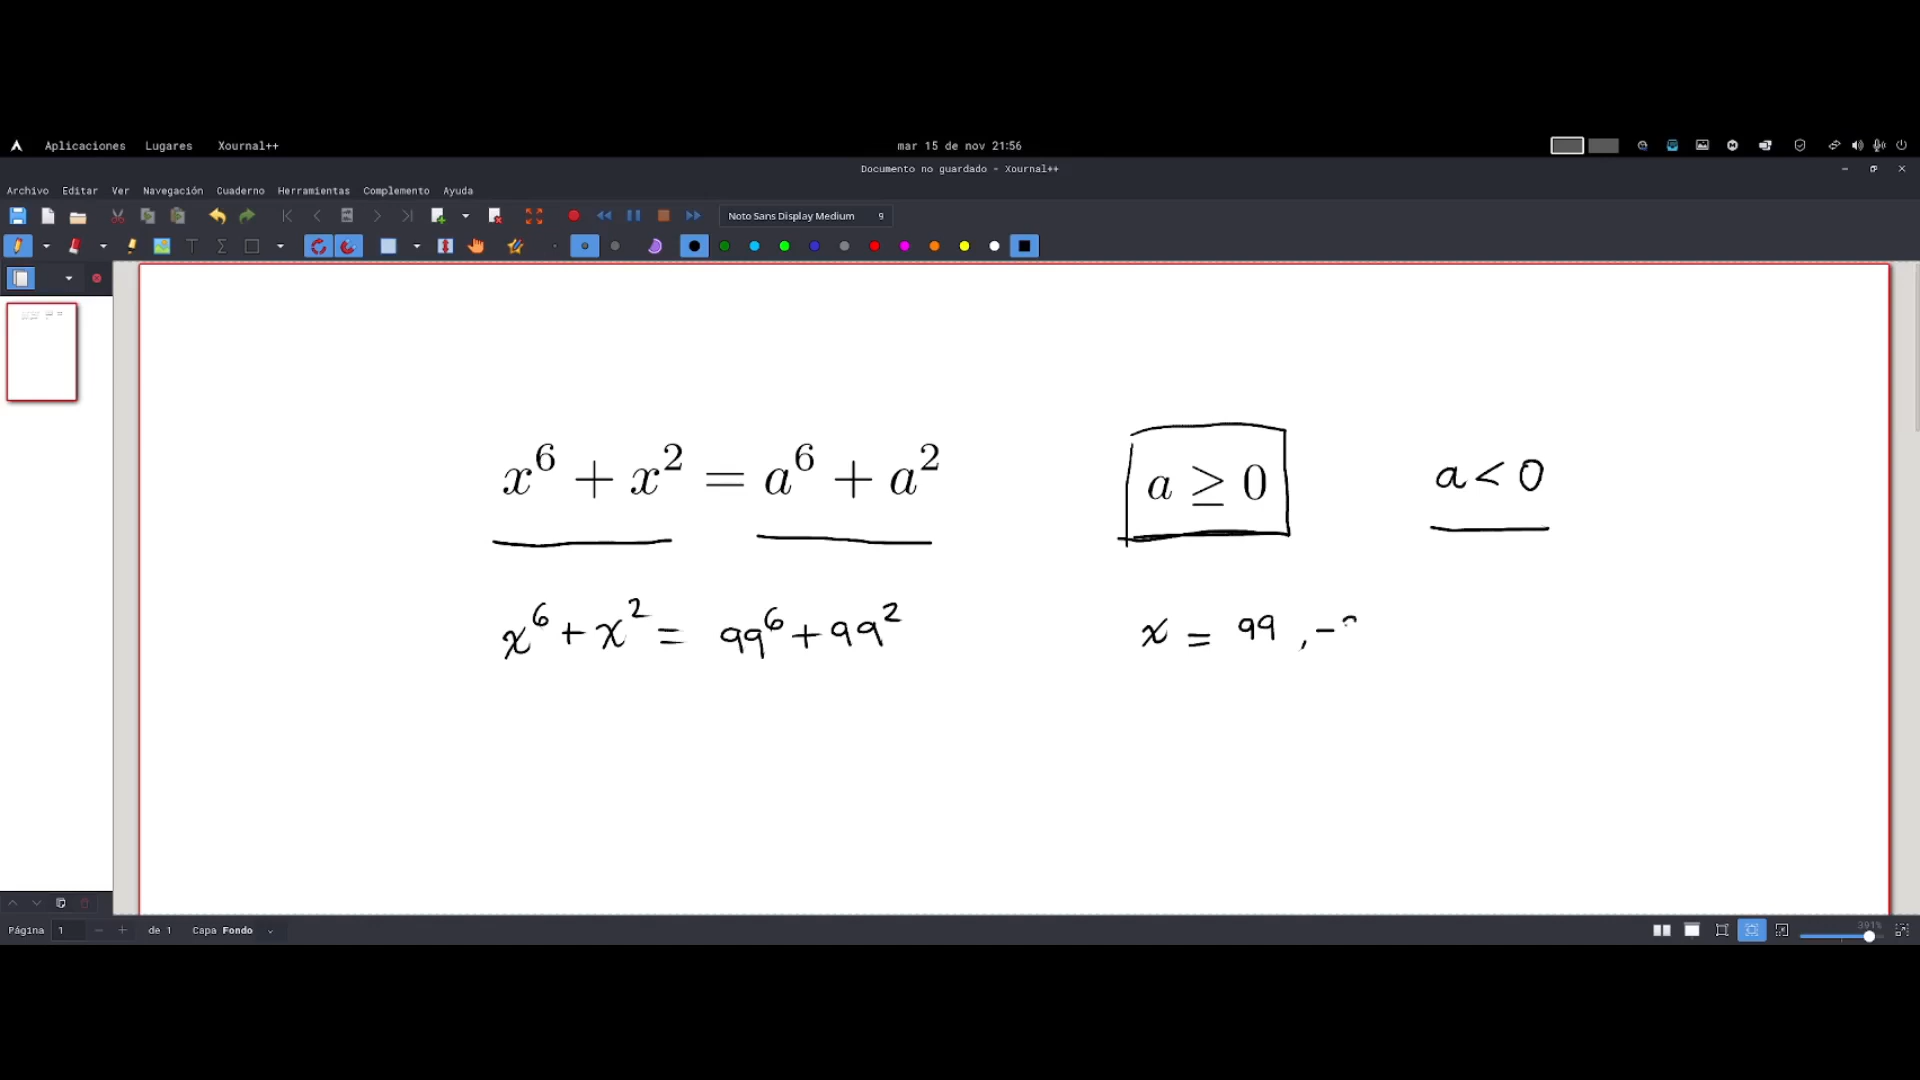 Aplicaciones Lugares Xournal++ mar 15 de nov 21:56
Documento no guardado - Xournal++
Archivo Editar Ver Navegación Cuaderno Herramientas Complemento Ayuda
Noto Sans Display Medium 9
x^6 + x^2 = a^6 + a^2 a ≥ 0 a < 0
x^6 + x^2 = 99^6 + 99^2 x = 99 , -
Página 1 de 1 Capa Fondo 391%